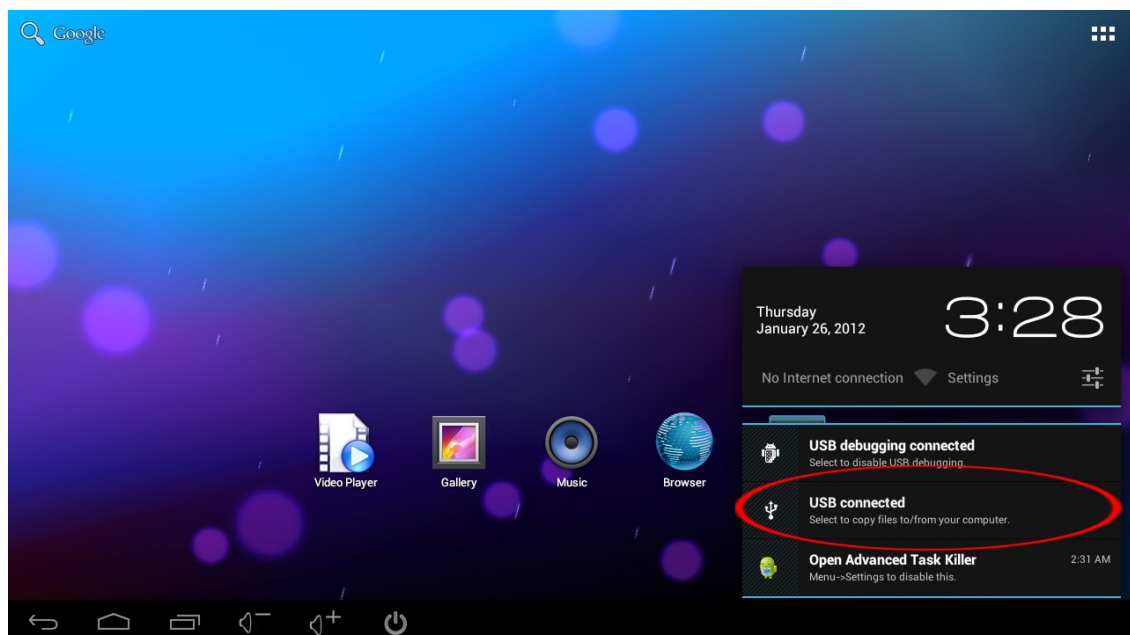 Google
Thursday
January 26, 2012
3:28
No Internet connection Settings
USB debugging connected
Select to disable USB debugging.
USB connected
Select to copy files to/from your computer.
Open Advanced Task Killer 2:31 AM
Menu->Settings to disable this.
Video Player Gallery Music Browser